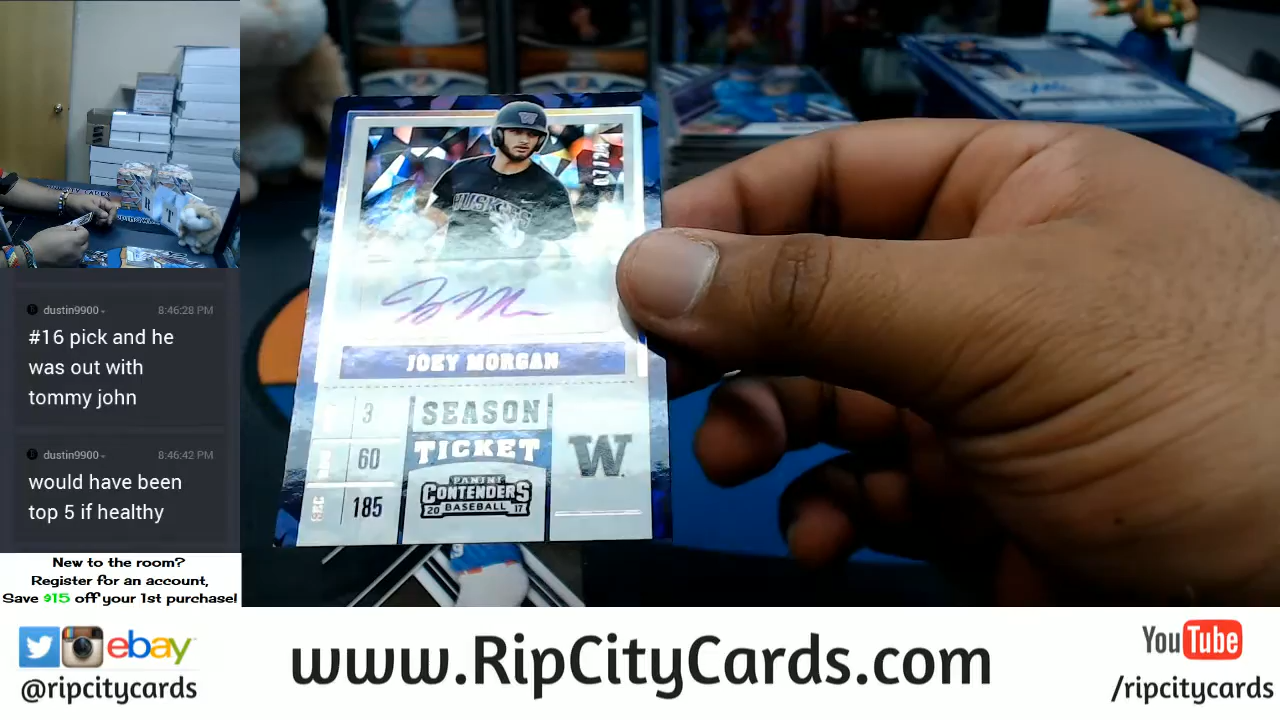 dustin9900
8:46:28 PM
#16 pick and he
was out with
tommy john
dustin9900
8:46:42 PM
would have been
top 5 if healthy
New to the room?
Register for an account,
Save $15 off your 1st purchase!
HUSKIES
JOEY MORGAN
3
60
SEC 185
SEASON
TICKET
PANINI
CONTENDERS
20 BASEBALL 17
W
R T
ebay
@ripcitycards
www.RipCityCards.com
YouTube
/ripcitycards